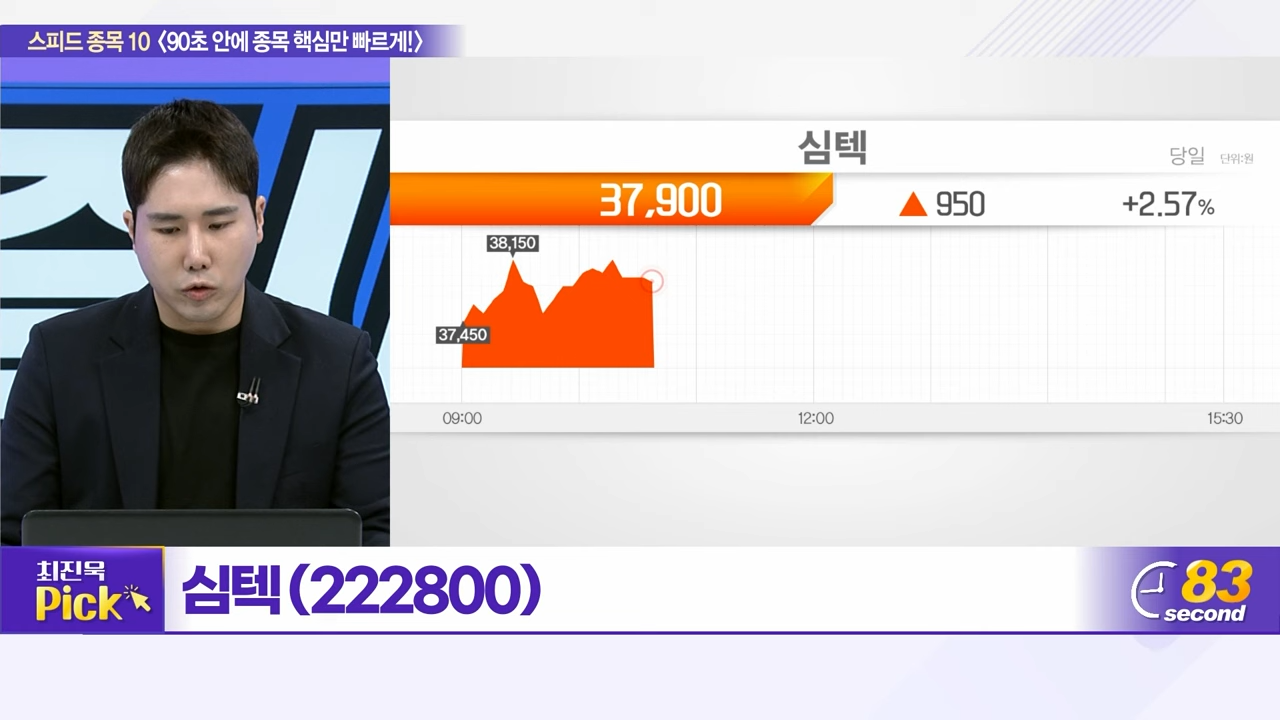 스피드 종목 10 〈90초 안에 종목 핵심만 빠르게!〉
심텍
당일 단위:원
37,900 ▲ 950 +2.57%
38,150
37,450
09:00 12:00 15:30
최진욱
Pick
심텍(222800)
83
second